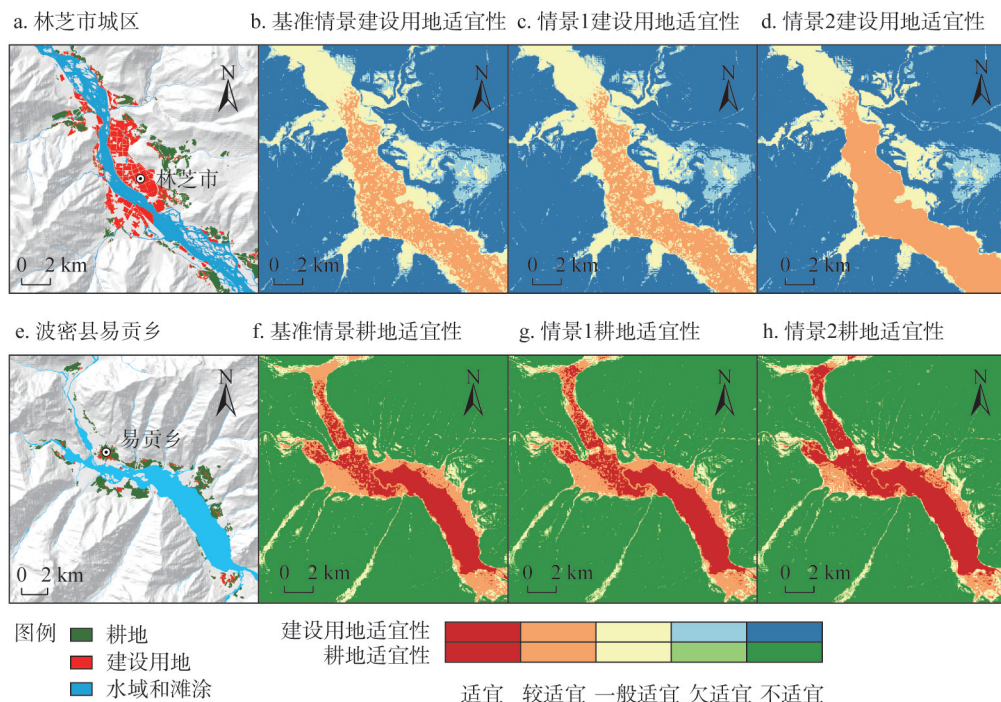 a. 林芝市城区
b. 基准情景建设用地适宜性
c. 情景1建设用地适宜性
d. 情景2建设用地适宜性
N
N
N
N
林芝市
0 2 km
0 2 km
0 2 km
0 2 km
e. 波密县易贡乡
f. 基准情景耕地适宜性
g. 情景1耕地适宜性
h. 情景2耕地适宜性
N
N
N
N
易贡乡
0 2 km
0 2 km
0 2 km
0 2 km
图例
耕地
建设用地
水域和滩涂
建设用地适宜性
耕地适宜性
适宜 较适宜 一般适宜 欠适宜 不适宜